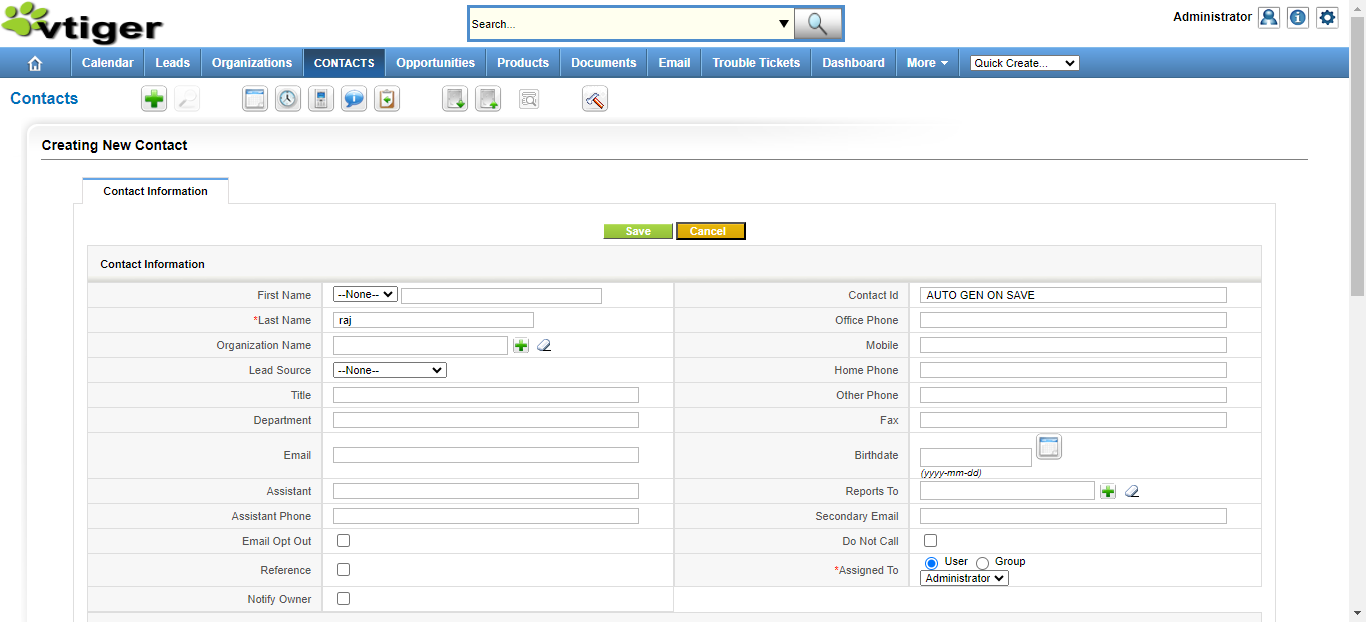 vtiger
Search...
Administrator
Calendar Leads Organizations CONTACTS Opportunities Products Documents Email Trouble Tickets Dashboard More Quick Create...
Contacts
Creating New Contact
Contact Information
Save Cancel
Contact Information
First Name --None-- Contact Id AUTO GEN ON SAVE
*Last Name raj Office Phone
Organization Name Mobile
Lead Source --None-- Home Phone
Title Other Phone
Department Fax
Email Birthdate
(yyyy-mm-dd)
Assistant Reports To
Assistant Phone Secondary Email
Email Opt Out Do Not Call
Reference *Assigned To User Group
Administrator
Notify Owner